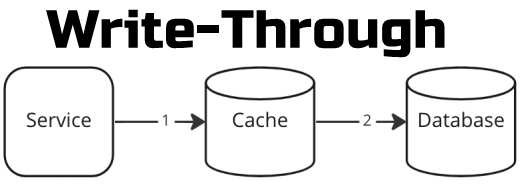 Write-Through
Service
1
Cache
2
Database